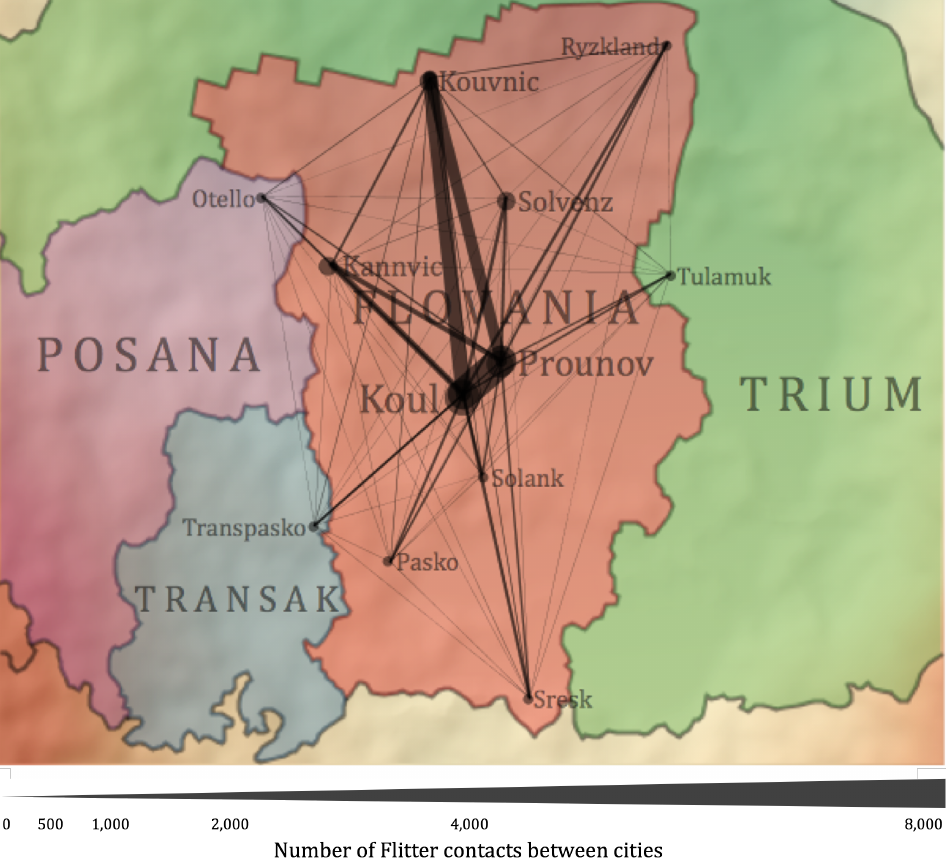 Ryzkland
Kouvnic
Otello
Solvenz
Kannvic
Tulamuk
FLOVANIA
POSANA
Prounov
TRIUM
Koul
Solank
Transpasko
Pasko
TRANSAK
Sresk
0 500 1,000 2,000 4,000 8,000
Number of Flitter contacts between cities